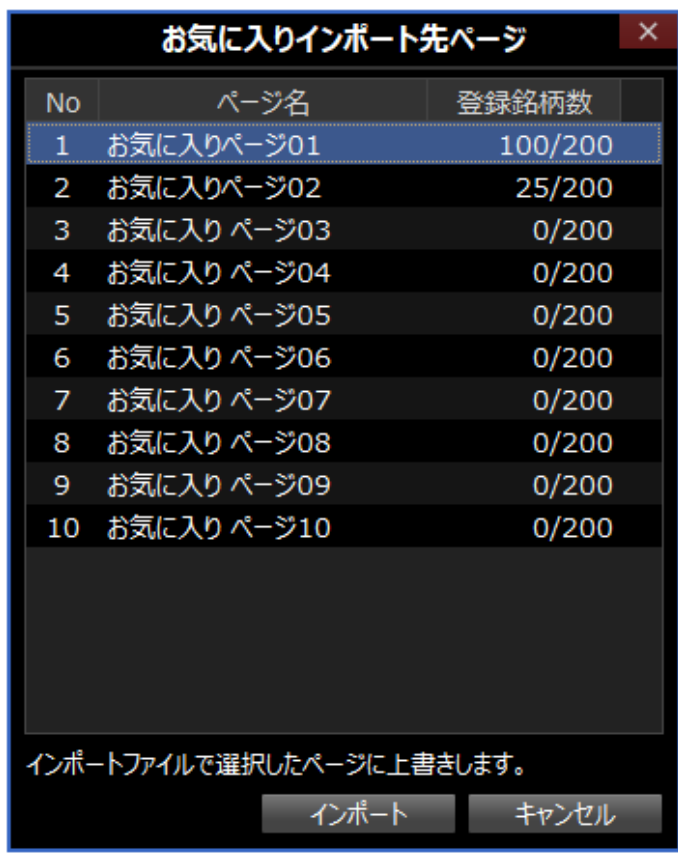 お気に入りインポート先ページ ×
No ページ名 登録銘柄数
1 お気に入りページ01 100/200
2 お気に入りページ02 25/200
3 お気に入り ページ03 0/200
4 お気に入り ページ04 0/200
5 お気に入り ページ05 0/200
6 お気に入り ページ06 0/200
7 お気に入り ページ07 0/200
8 お気に入り ページ08 0/200
9 お気に入り ページ09 0/200
10 お気に入り ページ10 0/200
インポートファイルで選択したページに上書きします。
インポート キャンセル